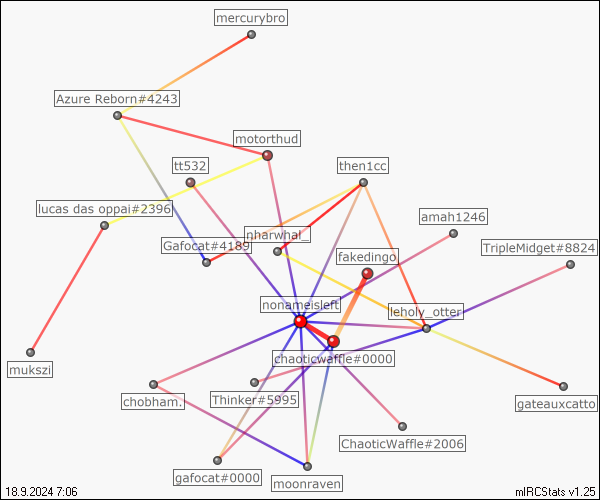 mercurybro
Azure Reborn#4243
motorthud
tt532
then1cc
lucas das oppai#2396
amah1246
nharwhal_
Gafocat#4189
TripleMidget#8824
fakedingo
nonameisleft
leholy_otter
chaoticwaffle#0000
mukszi
chobham.
Thinker#5995
gateauxcatto
ChaoticWaffle#2006
gafocat#0000
moonraven
18.9.2024 7:06
mIRCStats v1.25